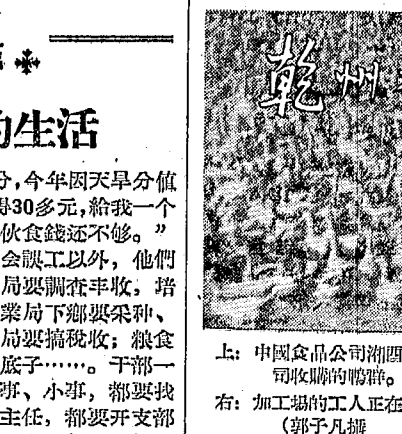 的生活
分，今年因天旱分值
得30多元，給我一个
伙食錢还不够。”
会誤工以外，他們
局要調查丰收，培
業局下鄉要采种、
局要搞稅收；粮食
底子……。干部一
事、小事，都要找
主任，都要开支部
乾州
上：中國食品公司湘西
司收購的鴨群。
右：加工場的工人正在
（郭子凡攝